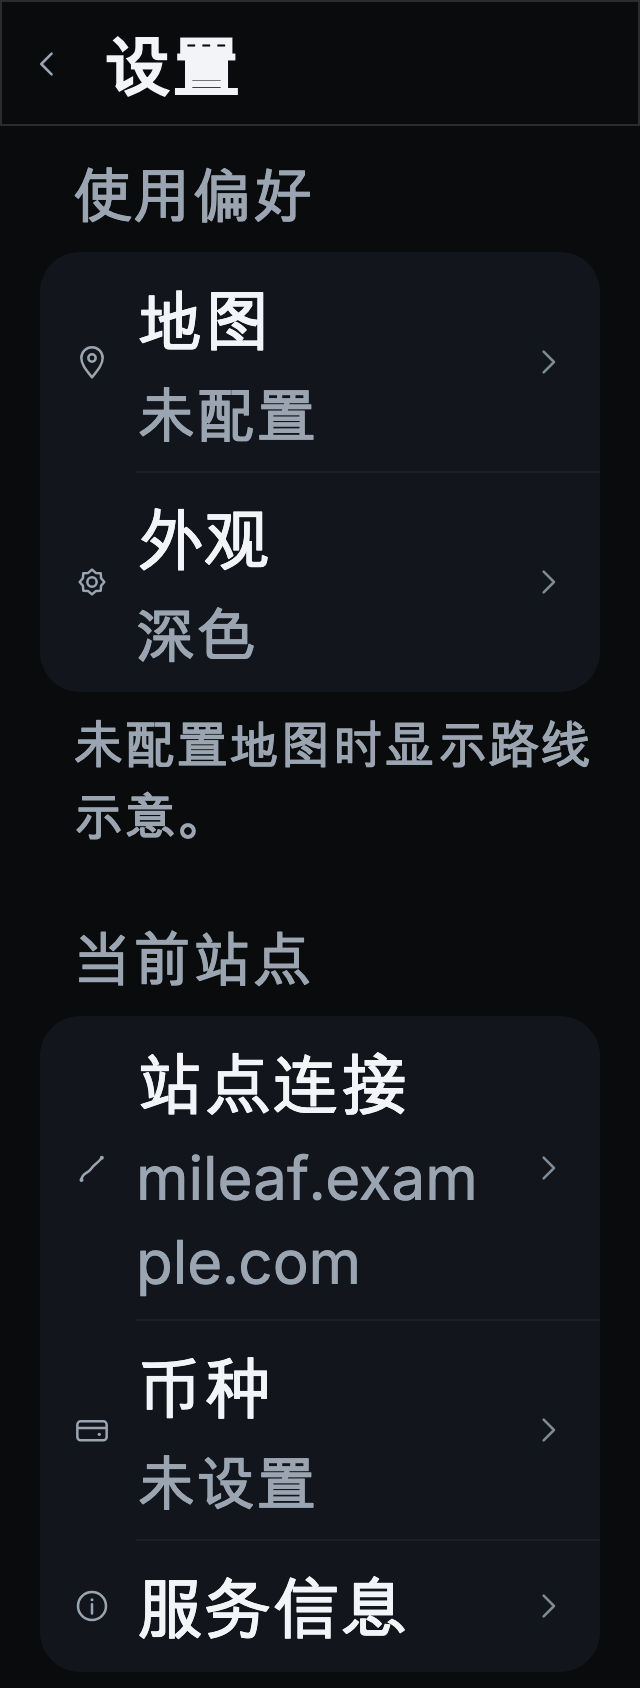 设置
使用偏好
地图
未配置
外观
深色
未配置地图时显示路线
示意。
当前站点
站点连接
mileaf.exam
ple.com
币种
未设置
服务信息